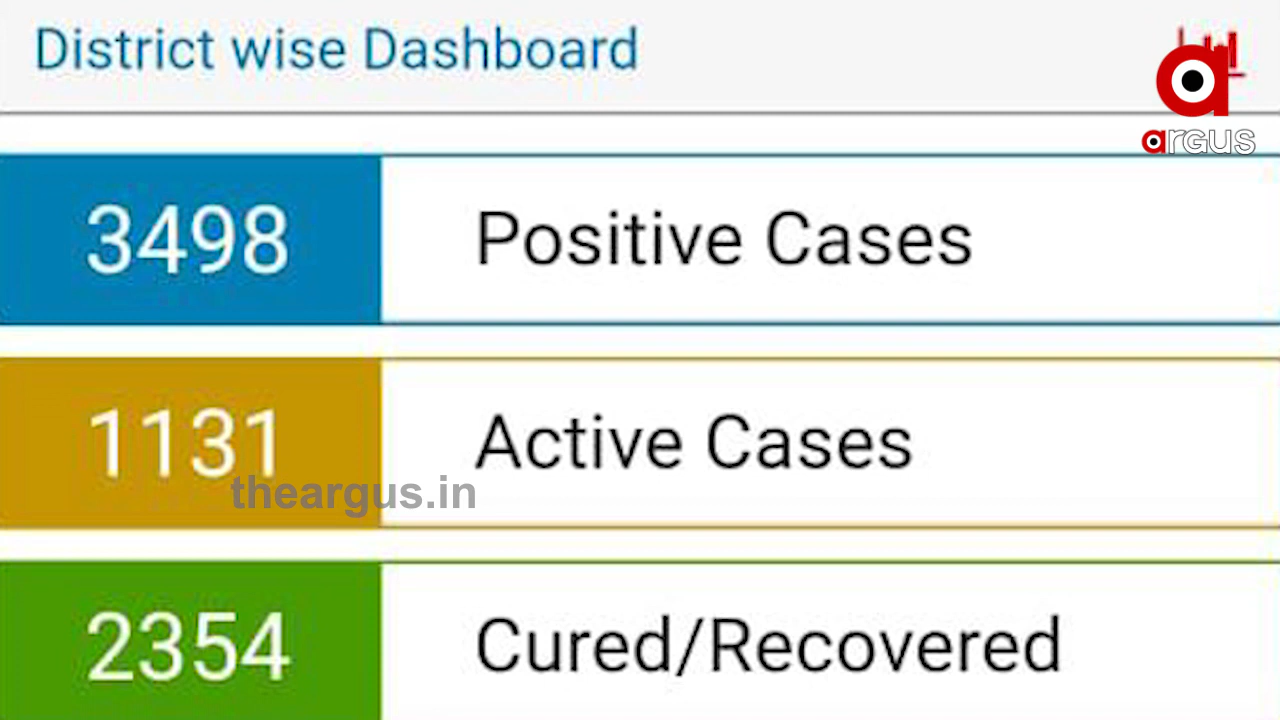 District wise Dashboard
argus
3498 Positive Cases
1131 Active Cases
theargus.in
2354 Cured/Recovered